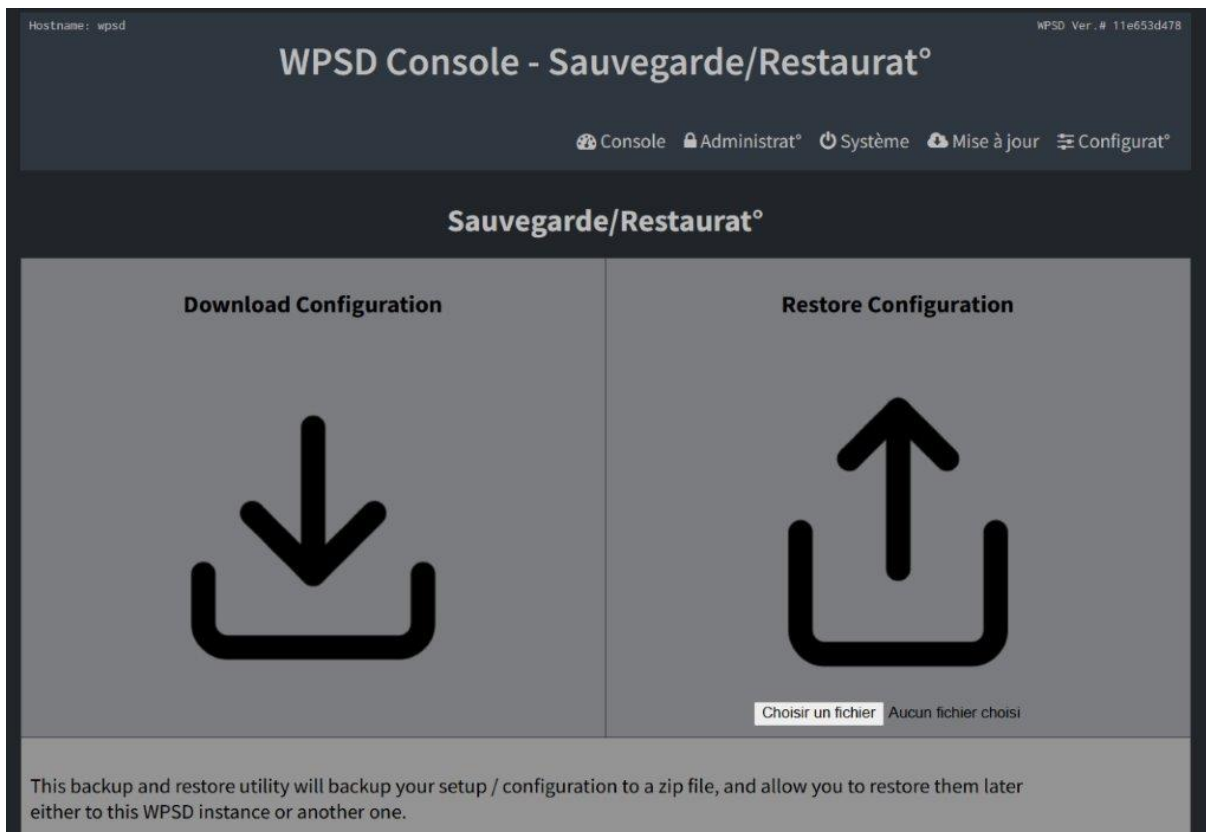 Hostname: wpsd
WPSD Ver.# 11e653d478
WPSD Console - Sauvegarde/Restaurat°
Console Administrat° Système Mise à jour Configurat°
Sauvegarde/Restaurat°
Download Configuration
Restore Configuration
Choisir un fichier Aucun fichier choisi
This backup and restore utility will backup your setup / configuration to a zip file, and allow you to restore them later
either to this WPSD instance or another one.